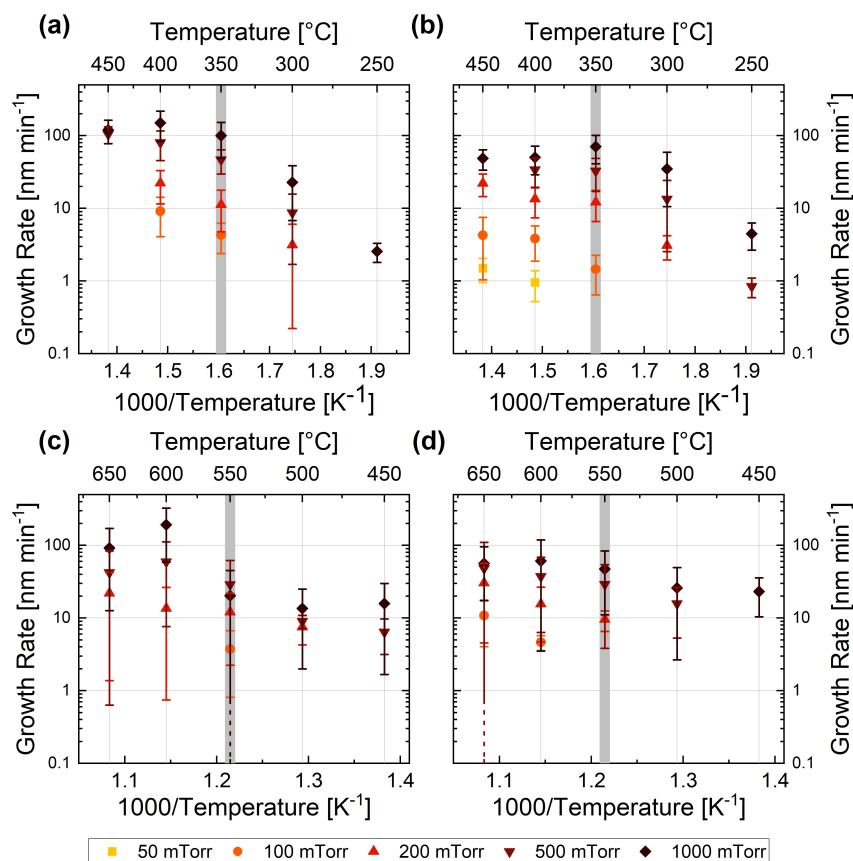 (a) Temperature [°C]
450 400 350 300 250
Growth Rate [nm min⁻¹]
100
10
1
0.1
1.4 1.5 1.6 1.7 1.8 1.9
1000/Temperature [K⁻¹]
(b) Temperature [°C]
450 400 350 300 250
100
10
1
0.1
Growth Rate [nm min⁻¹]
1.4 1.5 1.6 1.7 1.8 1.9
1000/Temperature [K⁻¹]
(c) Temperature [°C]
650 600 550 500 450
Growth Rate [nm min⁻¹]
100
10
1
0.1
1.1 1.2 1.3 1.4
1000/Temperature [K⁻¹]
(d) Temperature [°C]
650 600 550 500 450
100
10
1
0.1
Growth Rate [nm min⁻¹]
1.1 1.2 1.3 1.4
1000/Temperature [K⁻¹]
50 mTorr 100 mTorr 200 mTorr 500 mTorr 1000 mTorr